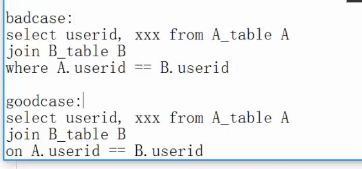 badcase:
select userid, xxx from A_table A
join B_table B
where A.userid == B.userid
goodcase:
select userid, xxx from A_table A
join B_table B
on A.userid == B.userid